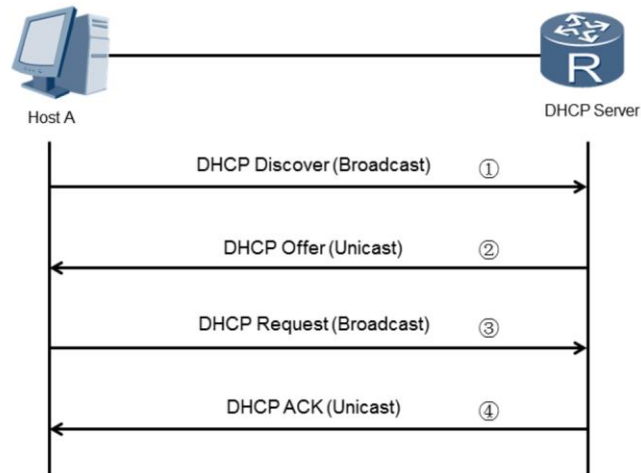 R
Host A
DHCP Server
DHCP Discover (Broadcast) ①
DHCP Offer (Unicast) ②
DHCP Request (Broadcast) ③
DHCP ACK (Unicast) ④